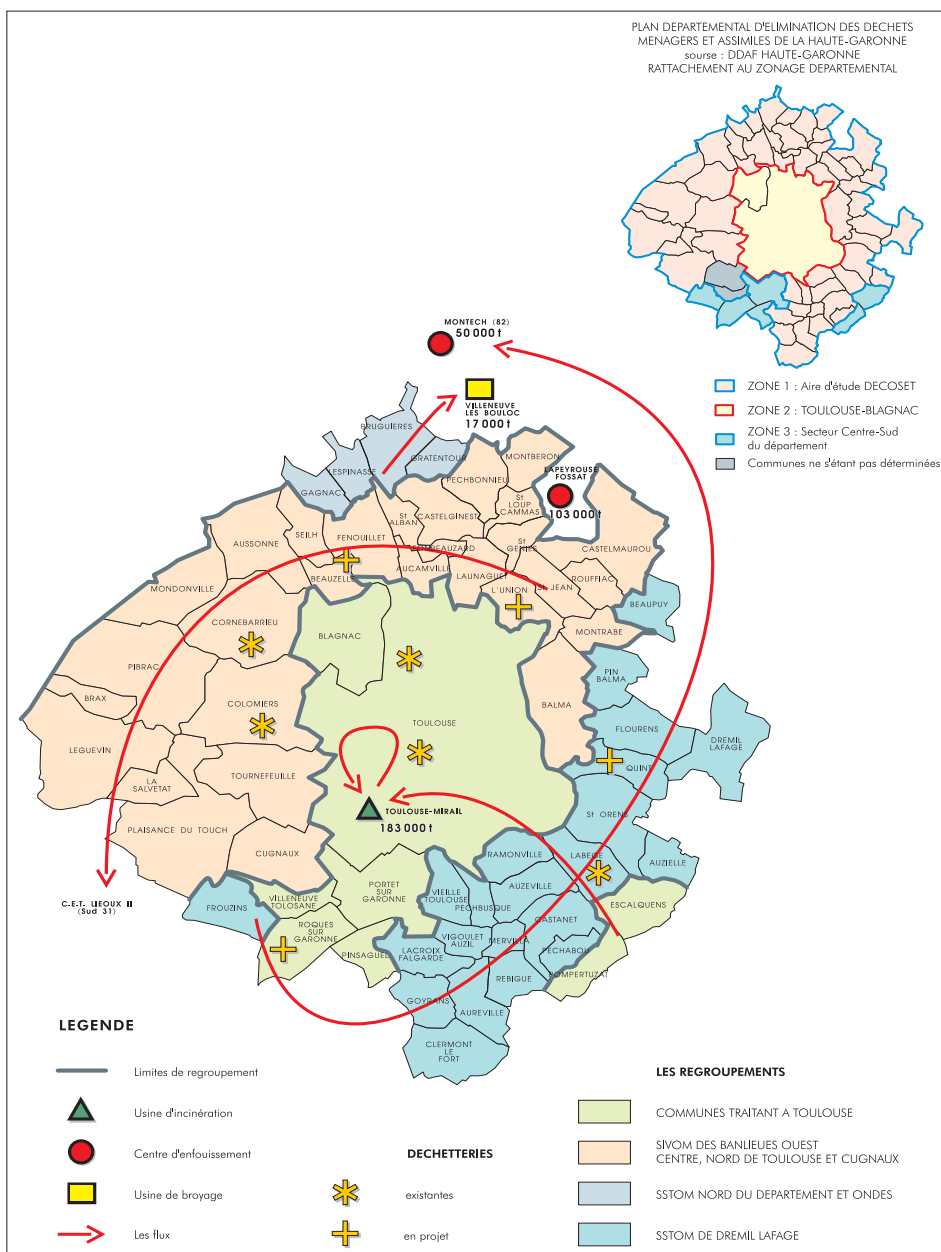 PLAN DEPARTEMENTAL D'ELIMINATION DES DECHETS
MENAGERS ET ASSIMILES DE LA HAUTE-GARONNE
sourse : DDAF HAUTE-GARONNE
RATTACHEMENT AU ZONAGE DEPARTEMENTAL
ZONE 1 : Aire d'étude DECOSET
ZONE 2 : TOULOUSE-BLAGNAC
ZONE 3 : Secteur Centre-Sud
du département
Communes ne s'étant pas déterminées
MONTECH (82)
50 000 t
VILLENEUVE
LES BOULOC
17 000 t
BRUGUIERES
LESPINASSE
GRATENTOUR
GAGNAC
MONTBERON
PECHBONNIEU
LAPEYROUSE
FOSSAT
103 000 t
St
LOUP
CAMMAS
St
ALBAN
CASTELGINEST
SEILH
FENOUILLET
AUSSONNE
St
GENIES
CASTELMAUROU
BEAUZELLE
AUCAMVILLE
LAUNAGUET
L'UNION
St JEAN
ROUFFIAC
BEAUPUY
MONDONVILLE
CORNEBARRIEU
BLAGNAC
MONTRABE
PIBRAC
PIN
BALMA
BRAX
COLOMIERS
TOULOUSE
BALMA
FLOURENS
DREMIL
LAFAGE
LEGUEVIN
QUINT
LA
SALVETAT
TOURNEFEUILLE
TOULOUSE-MIRAIL
183 000 t
St ORENS
PLAISANCE DU TOUCH
CUGNAUX
RAMONVILLE
LABEGE
AUZIELLE
C.E.T. LIEOUX II
(Sud 31)
FROUZINS
VILLENEUVE
TOLOSANE
PORTET
SUR
GARONNE
VIEILLE
TOULOUSE
AUZEVILLE
PECHBUSQUE
ESCALQUENS
ROQUES
SUR
GARONNE
CASTANET
VIGOULET
AUZIL
MERVILLA
PECHABOU
PINSAGUEL
LACROIX
FALGARDE
REBIGUE
POMPERTUZAT
GOYRANS
AUREVILLE
CLERMONT
LE
FORT
LEGENDE
Limites de regroupement
Usine d'incinération
Centre d'enfouissement
Usine de broyage
Les flux
DECHETTERIES
existantes
en projet
LES REGROUPEMENTS
COMMUNES TRAITANT A TOULOUSE
SIVOM DES BANLIEUES OUEST
CENTRE, NORD DE TOULOUSE ET CUGNAUX
SSTOM NORD DU DEPARTEMENT ET ONDES
SSTOM DE DREMIL LAFAGE